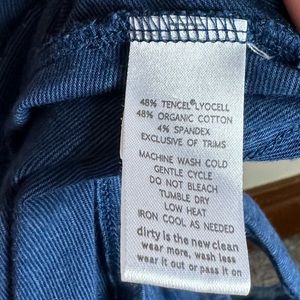 48% TENCEL®LYOCELL
48% ORGANIC COTTON
4% SPANDEX
EXCLUSIVE OF TRIMS
MACHINE WASH COLD
GENTLE CYCLE
DO NOT BLEACH
TUMBLE DRY
LOW HEAT
IRON COOL AS NEEDED
dirty is the new clean
wear more, wash less
wear it out or pass it on